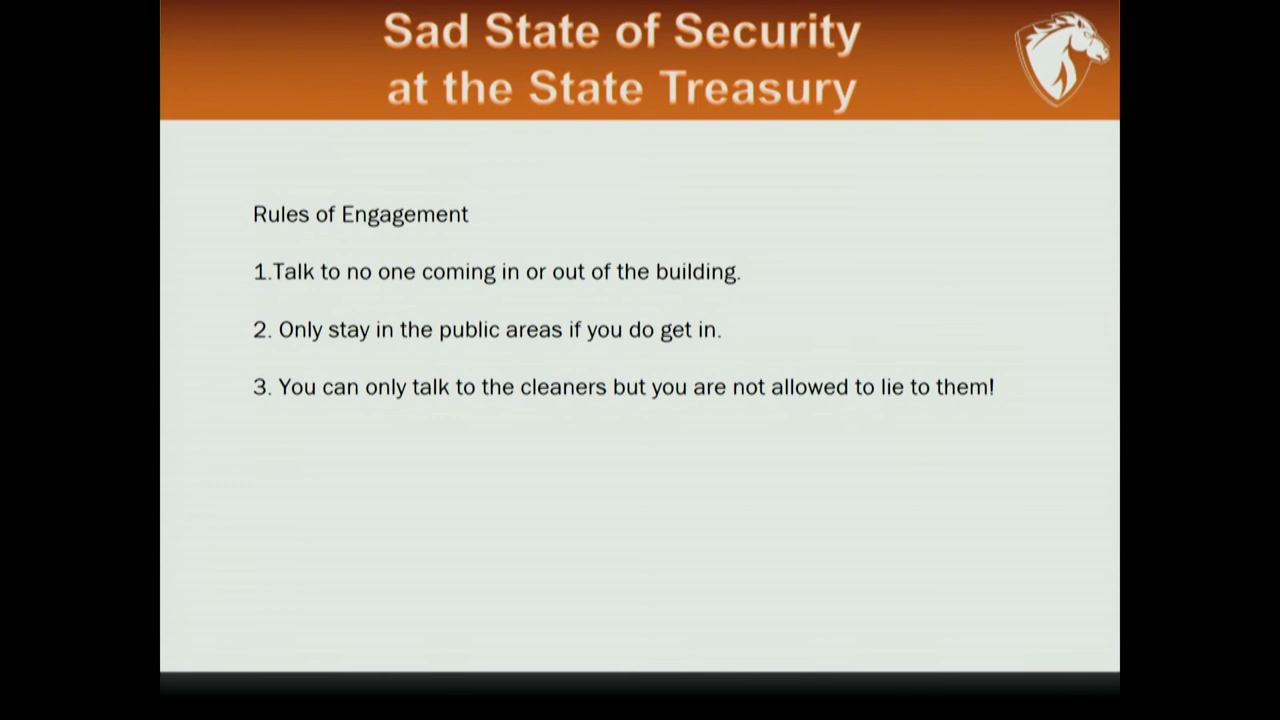 Sad State of Security
at the State Treasury
Rules of Engagement
1.Talk to no one coming in or out of the building.
2. Only stay in the public areas if you do get in.
3. You can only talk to the cleaners but you are not allowed to lie to them!